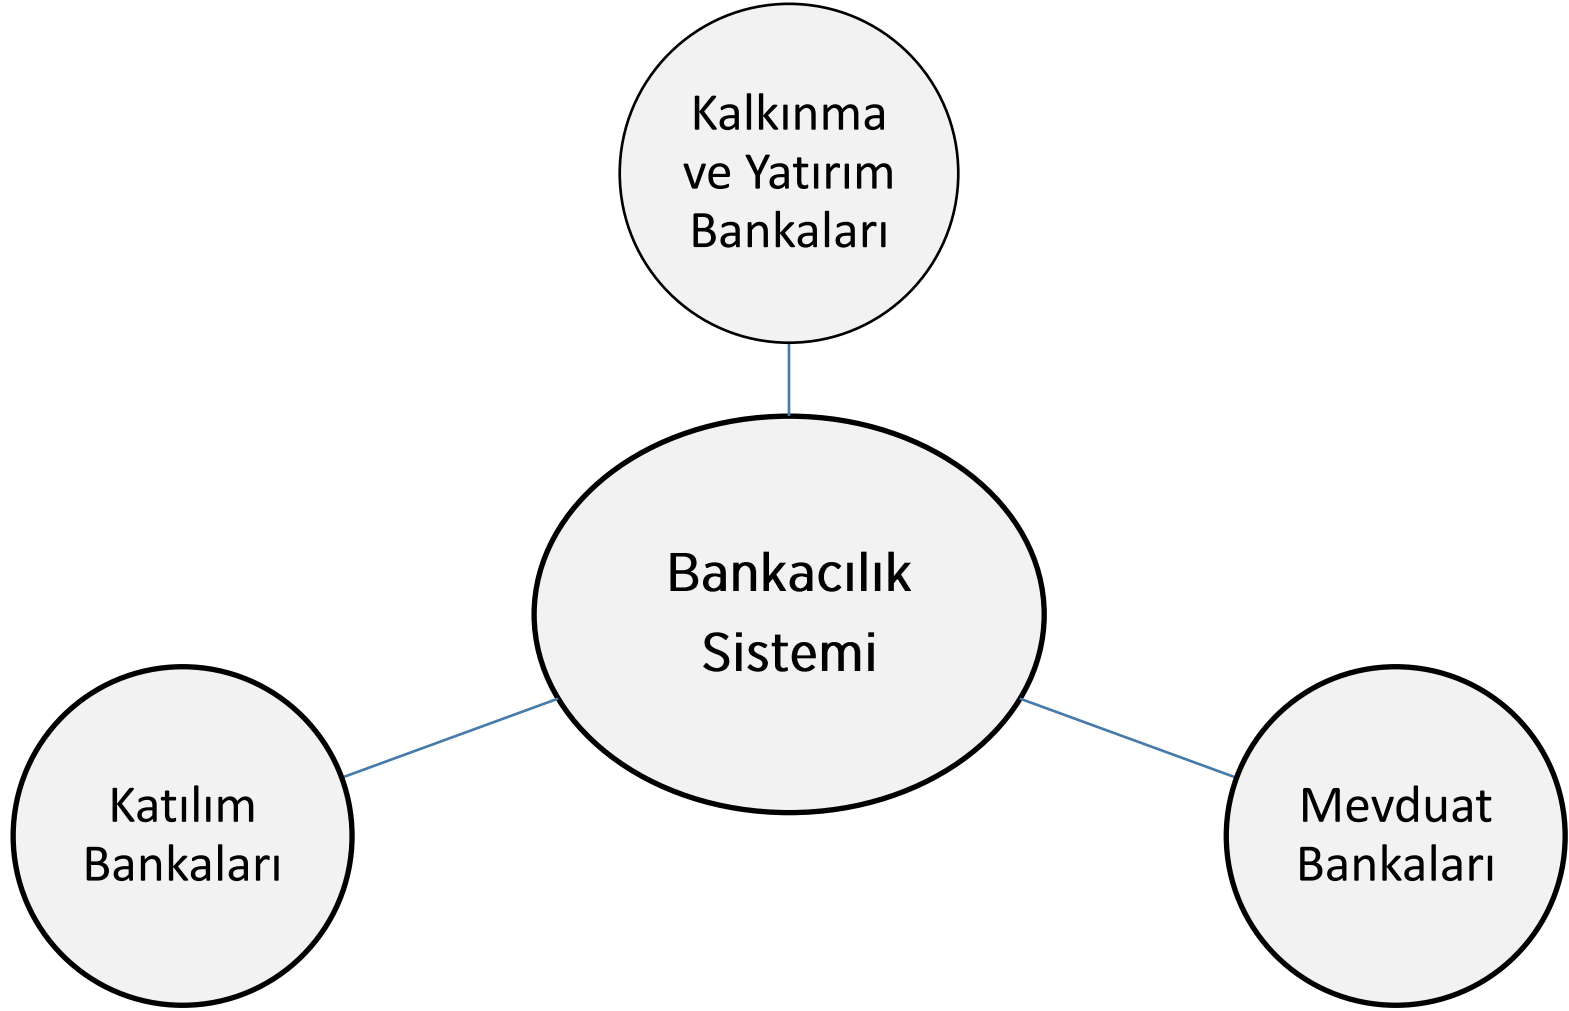 Kalkınma
ve Yatırım
Bankaları
Bankacılık
Sistemi
Katılım
Bankaları
Mevduat
Bankaları